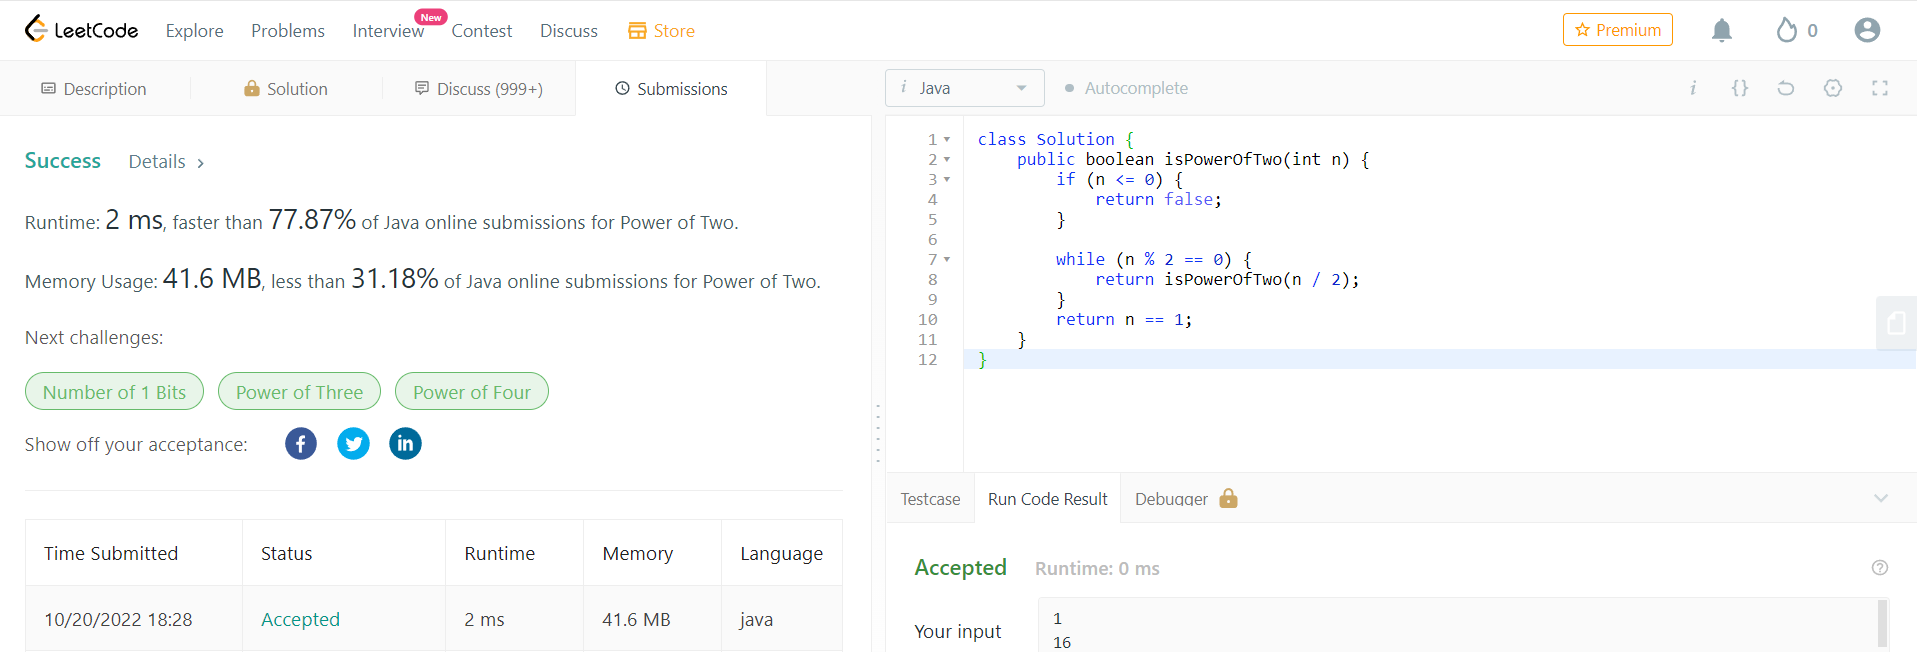 LeetCode Explore Problems Interview New Contest Discuss Store Premium 0
Description Solution Discuss (999+) Submissions
Success Details >
Runtime: 2 ms, faster than 77.87% of Java online submissions for Power of Two.
Memory Usage: 41.6 MB, less than 31.18% of Java online submissions for Power of Two.
Next challenges:
Number of 1 Bits Power of Three Power of Four
Show off your acceptance: f in
Time Submitted Status Runtime Memory Language
10/20/2022 18:28 Accepted 2 ms 41.6 MB java
i Java Autocomplete i {}
1 class Solution {
2 public boolean isPowerOfTwo(int n) {
3 if (n <= 0) {
4 return false;
5 }
6
7 while (n % 2 == 0) {
8 return isPowerOfTwo(n / 2);
9 }
10 return n == 1;
11 }
12 }
Testcase Run Code Result Debugger
Accepted Runtime: 0 ms ?
Your input
1
16